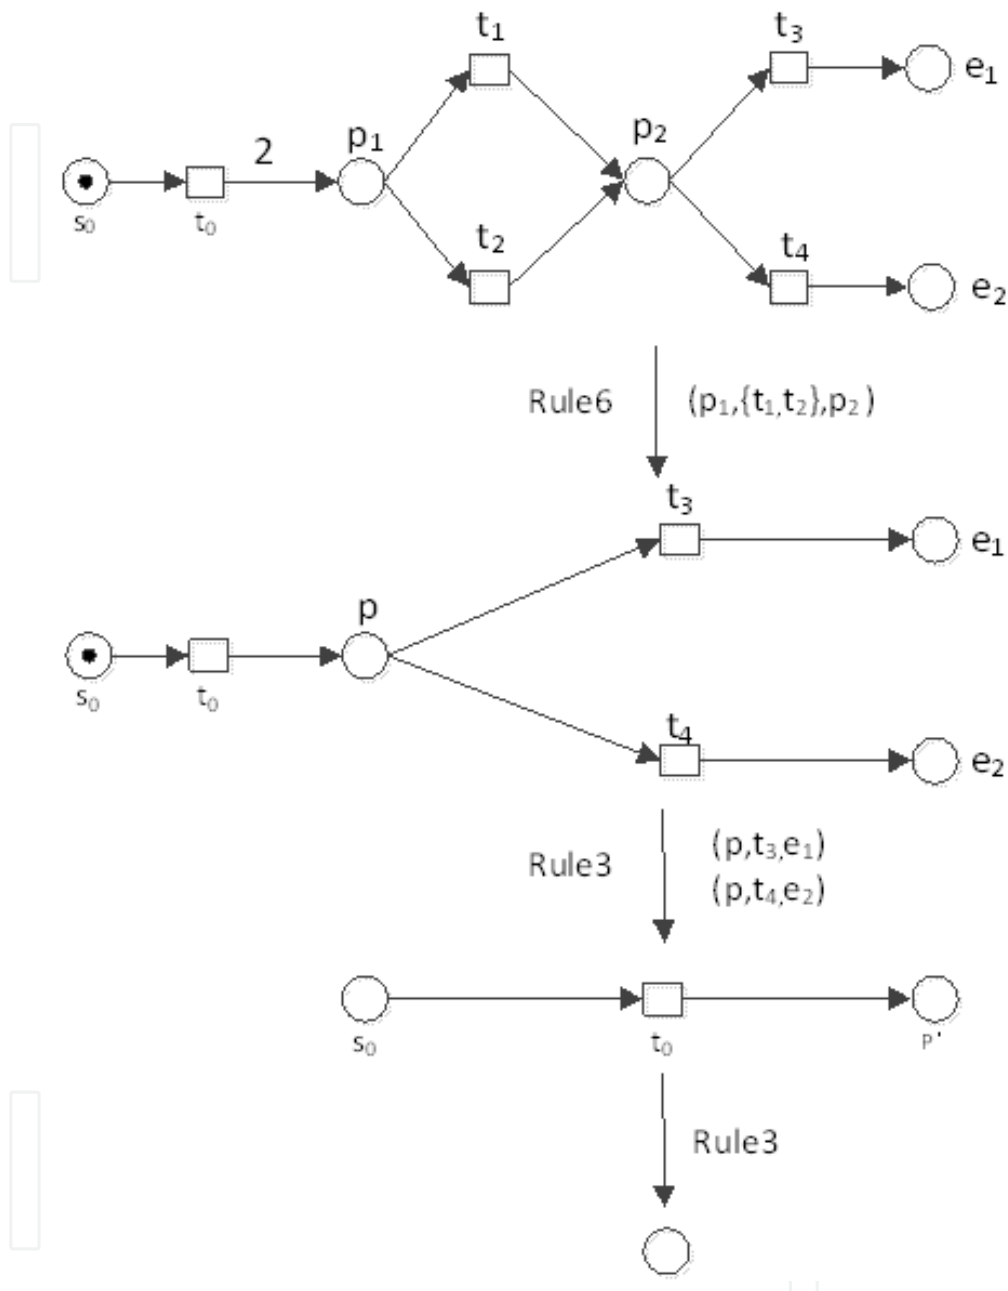 t₁
t₃
e₁
2
p₁
p₂
s₀
t₀
t₂
t₄
e₂
Rule6
(p₁,{t₁,t₂},p₂)
t₃
e₁
p
s₀
t₀
t₄
e₂
Rule3
(p,t₃,e₁)
(p,t₄,e₂)
s₀
t₀
P'
Rule3